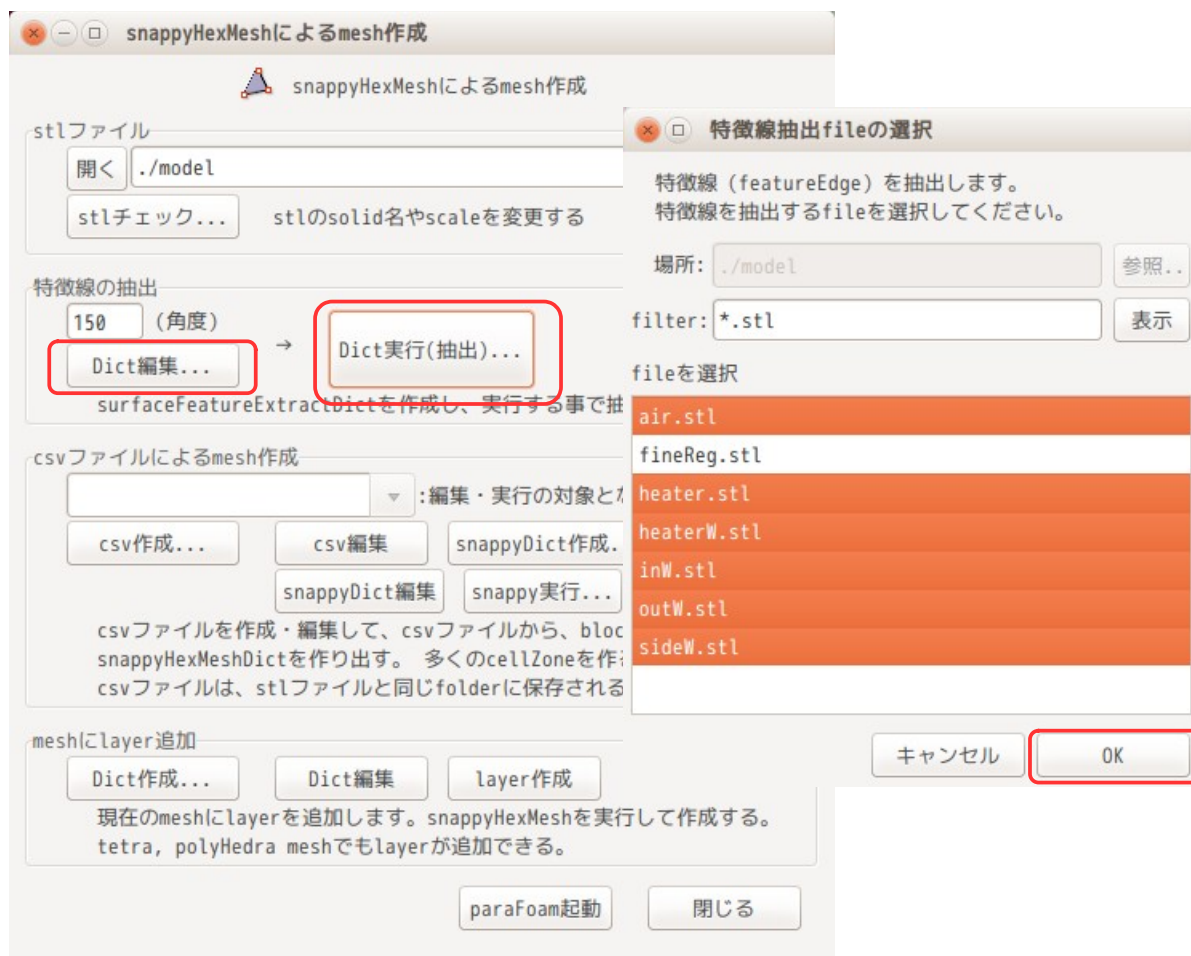 snappyHexMeshによるmesh作成
snappyHexMeshによるmesh作成
stlファイル
開く ./model
stlチェック... stlのsolid名やscaleを変更する
特徴線の抽出
150 (角度)
→
Dict編集...
Dict実行(抽出)...
surfaceFeatureExtractDictを作成し、実行する事で抽
csvファイルによるmesh作成
:編集・実行の対象と
csv作成... csv編集 snappyDict作成.
snappyDict編集 snappy実行...
csvファイルを作成・編集して、csvファイルから、bloc
snappyHexMeshDictを作り出す。 多くのcellZoneを作
csvファイルは、stlファイルと同じfolderに保存される
meshにlayer追加
Dict作成... Dict編集 layer作成
現在のmeshにlayerを追加します。snappyHexMeshを実行して作成する。
tetra, polyHedra meshでもlayerが追加できる。
paraFoam起動 閉じる
特徴線抽出fileの選択
特徴線（featureEdge）を抽出します。
特徴線を抽出するfileを選択してください。
場所: ./model 参照..
filter: *.stl 表示
fileを選択
air.stl
fineReg.stl
heater.stl
heaterW.stl
inW.stl
outW.stl
sideW.stl
キャンセル OK